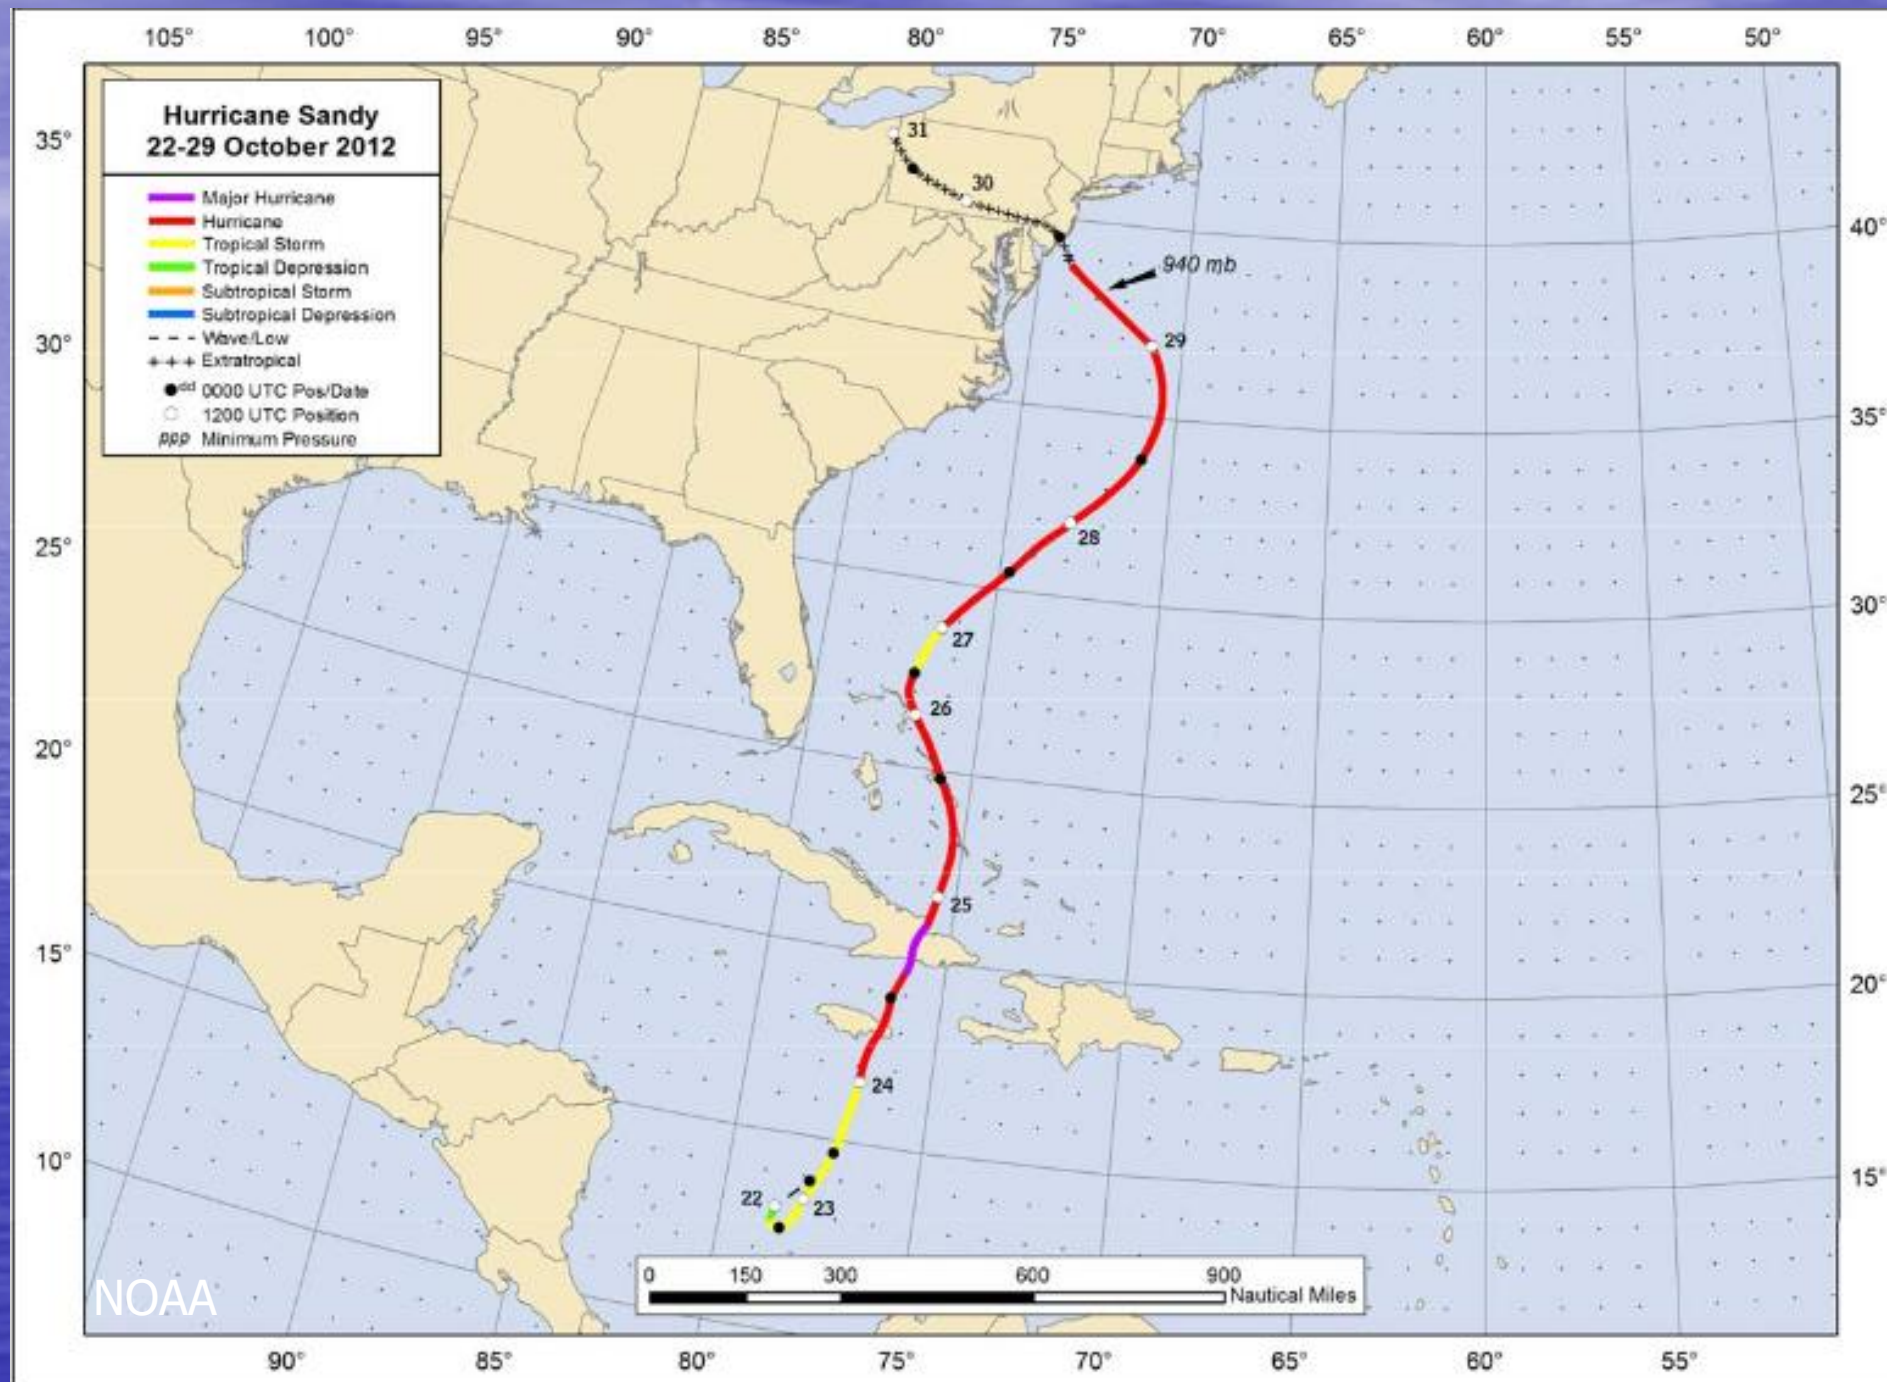 105° 100° 95° 90° 85° 80° 75° 70° 65° 60° 55° 50°
Hurricane Sandy
22-29 October 2012
Major Hurricane
Hurricane
Tropical Storm
Tropical Depression
Subtropical Storm
Subtropical Depression
Wave/Low
Extratropical
dd 0000 UTC Pos/Date
1200 UTC Position
ppp Minimum Pressure
35°
30°
25°
20°
15°
10°
31
30
940 mb
29
28
27
26
25
24
22
23
40°
35°
30°
25°
20°
15°
0 150 300 600 900
Nautical Miles
NOAA
90° 85° 80° 75° 70° 65° 60° 55°